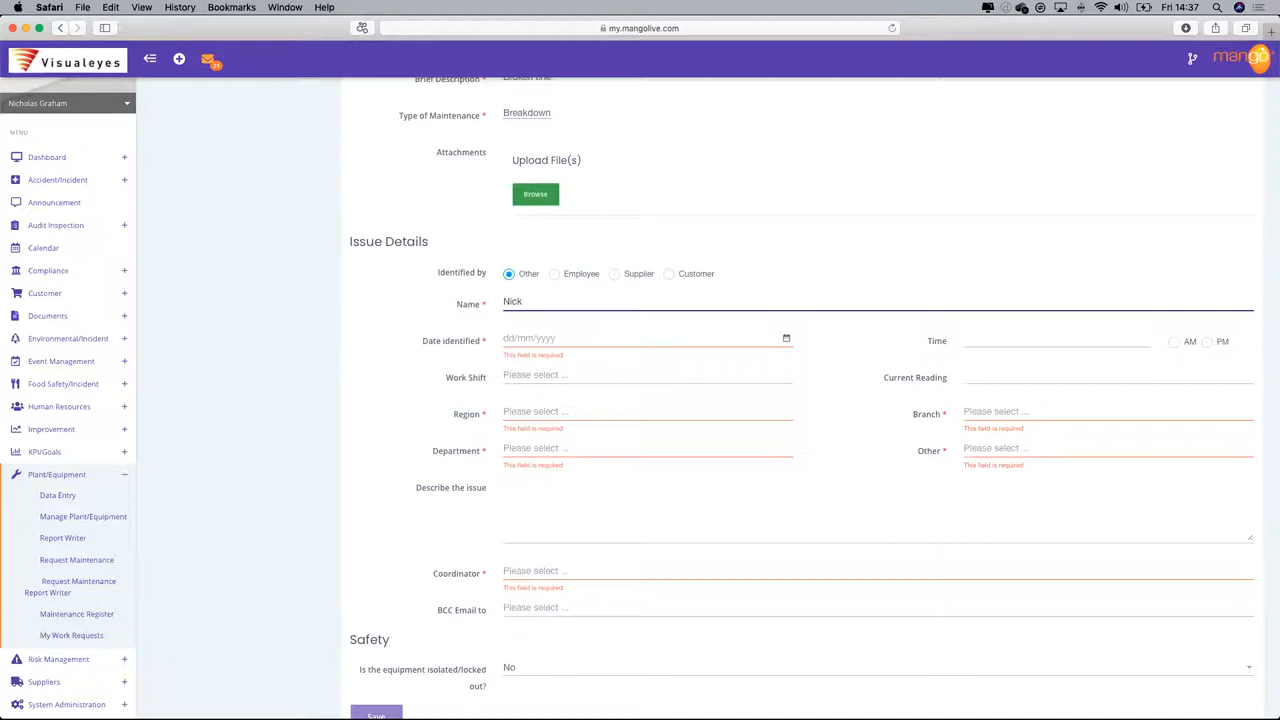 Safari File Edit View History Bookmarks Window Help
Fri 14:37
my.mangolive.com
Visualeyes
21
mango
Nicholas Graham
MENU
Dashboard
Accident/Incident
Announcement
Audit Inspection
Calendar
Compliance
Customer
Documents
Environmental/Incident
Event Management
Food Safety/Incident
Human Resources
Improvement
KPI/Goals
Plant/Equipment
Data Entry
Manage Plant/Equipment
Report Writer
Request Maintenance
Request Maintenance
Report Writer
Maintenance Register
My Work Requests
Risk Management
Suppliers
System Administration
Brief Description *
Type of Maintenance * Breakdown
Attachments
Upload File(s)
Browse
Issue Details
Identified by Other Employee Supplier Customer
Name * Nick
Date identified * dd/mm/yyyy Time AM PM
This field is required
Work Shift Please select ... Current Reading
Region * Please select ... Branch * Please select ...
This field is required This field is required
Department * Please select ... Other * Please select ...
This field is required This field is required
Describe the issue
Coordinator * Please select ...
This field is required
BCC Email to Please select ...
Safety
Is the equipment isolated/locked
out?
No
Save